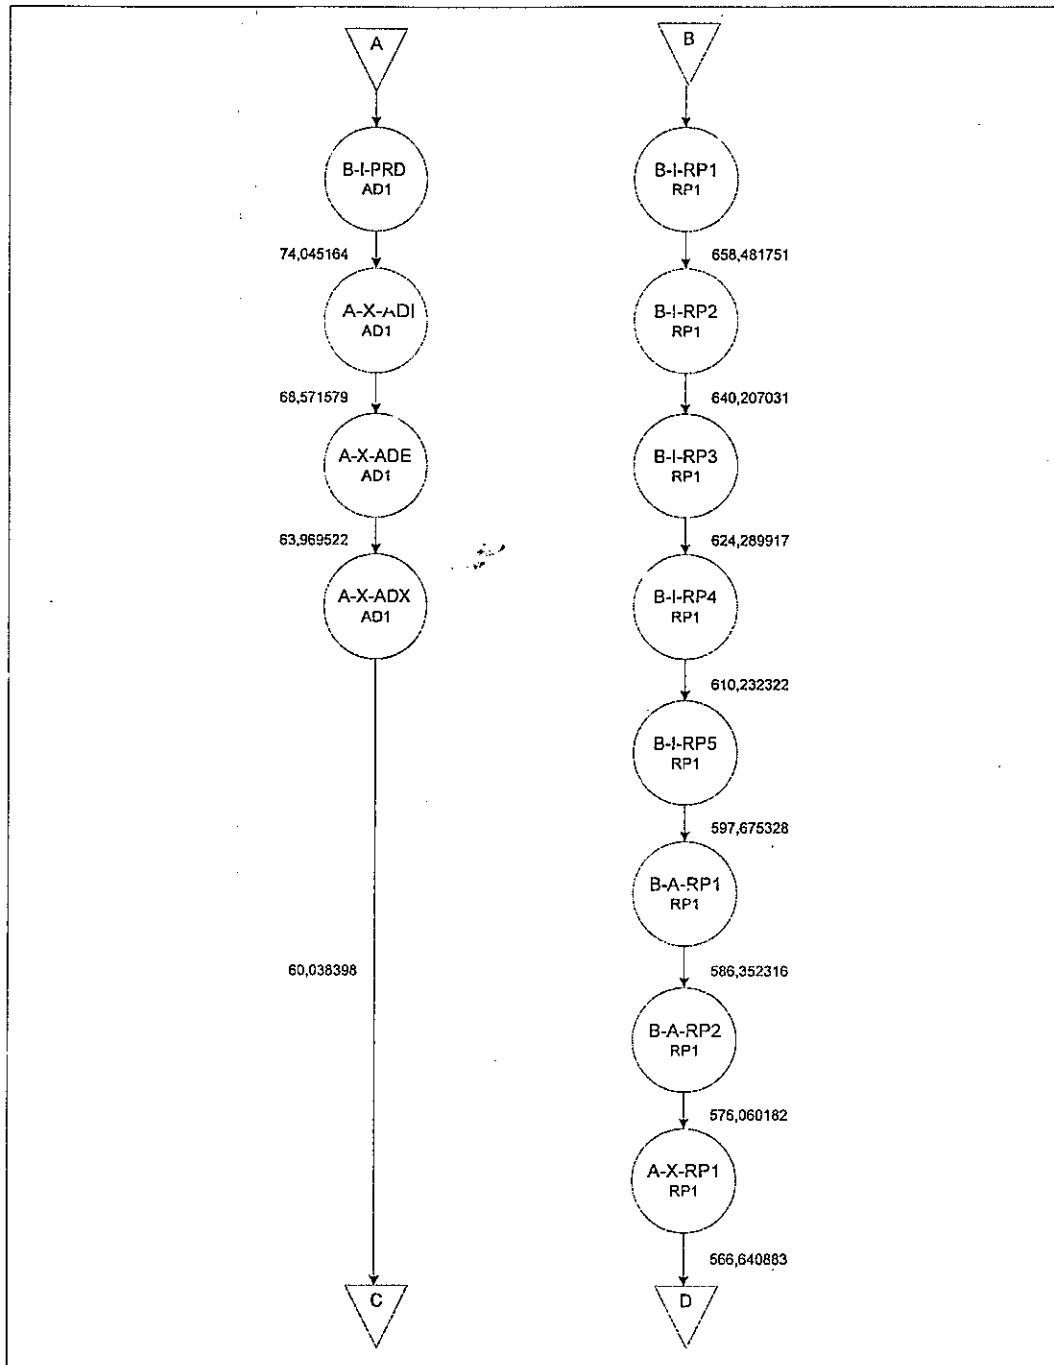 A
B-I-PRD
AD1
74,045164
A-X-ADI
AD1
68,571579
A-X-ADE
AD1
63,969522
A-X-ADX
AD1
60,038398
C
B
B-I-RP1
RP1
658,481751
B-I-RP2
RP1
640,207031
B-I-RP3
RP1
624,289917
B-I-RP4
RP1
610,232322
B-I-RP5
RP1
597,675328
B-A-RP1
RP1
586,352316
B-A-RP2
RP1
576,060182
A-X-RP1
RP1
566,640883
D